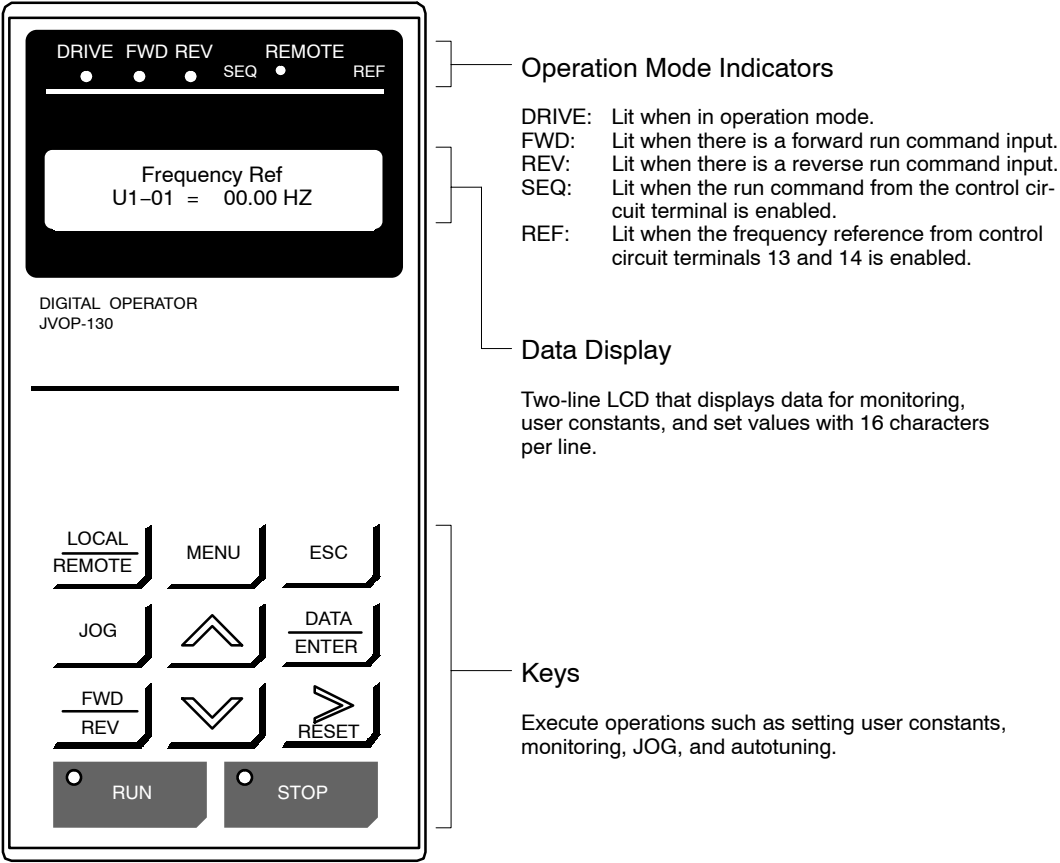 DRIVE FWD REV REMOTE
SEQ REF
Frequency Ref
U1−01 = 00.00 HZ
DIGITAL OPERATOR
JVOP-130
LOCAL
REMOTE
MENU
ESC
JOG
DATA
ENTER
FWD
REV
RESET
RUN
STOP
Operation Mode Indicators
DRIVE: Lit when in operation mode.
FWD: Lit when there is a forward run command input.
REV: Lit when there is a reverse run command input.
SEQ: Lit when the run command from the control cir-
cuit terminal is enabled.
REF: Lit when the frequency reference from control
circuit terminals 13 and 14 is enabled.
Data Display
Two-line LCD that displays data for monitoring,
user constants, and set values with 16 characters
per line.
Keys
Execute operations such as setting user constants,
monitoring, JOG, and autotuning.